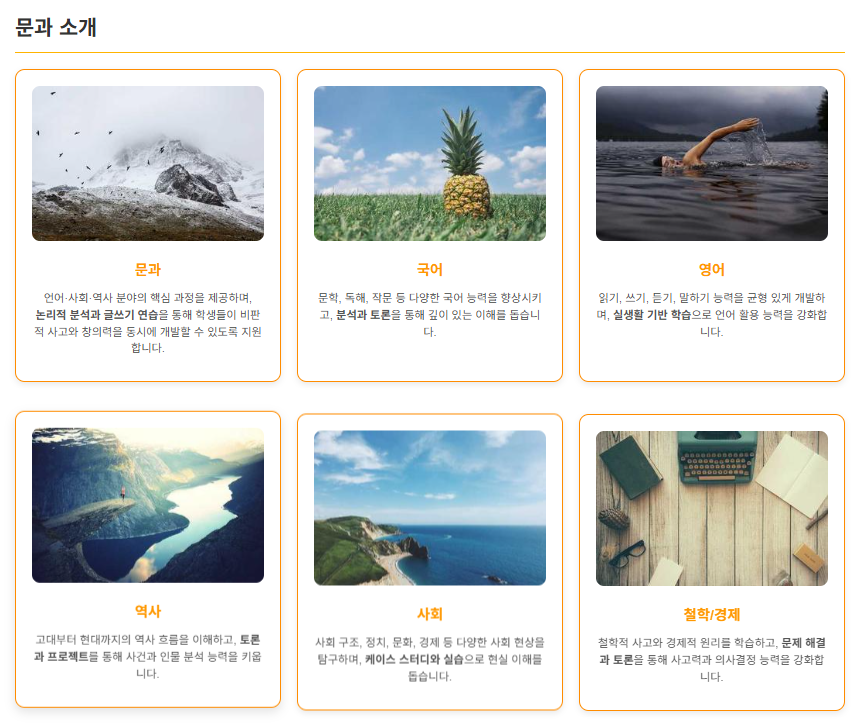 문과 소개
문과
언어·사회·역사 분야의 핵심 과정을 제공하며,
논리적 분석과 글쓰기 연습을 통해 학생들이 비판
적 사고와 창의력을 동시에 개발할 수 있도록 지원
합니다.
국어
문학, 독해, 작문 등 다양한 국어 능력을 향상시키
고, 분석과 토론을 통해 깊이 있는 이해를 돕습니
다.
영어
읽기, 쓰기, 듣기, 말하기 능력을 균형 있게 개발하
며, 실생활 기반 학습으로 언어 활용 능력을 강화합
니다.
역사
고대부터 현대까지의 역사 흐름을 이해하고, 토론
과 프로젝트를 통해 사건과 인물 분석 능력을 키웁
니다.
사회
사회 구조, 정치, 문화, 경제 등 다양한 사회 현상을
탐구하며, 케이스 스터디와 실습으로 현실 이해를
돕습니다.
철학/경제
철학적 사고와 경제적 원리를 학습하고, 문제 해결
과 토론을 통해 사고력과 의사결정 능력을 강화합
니다.